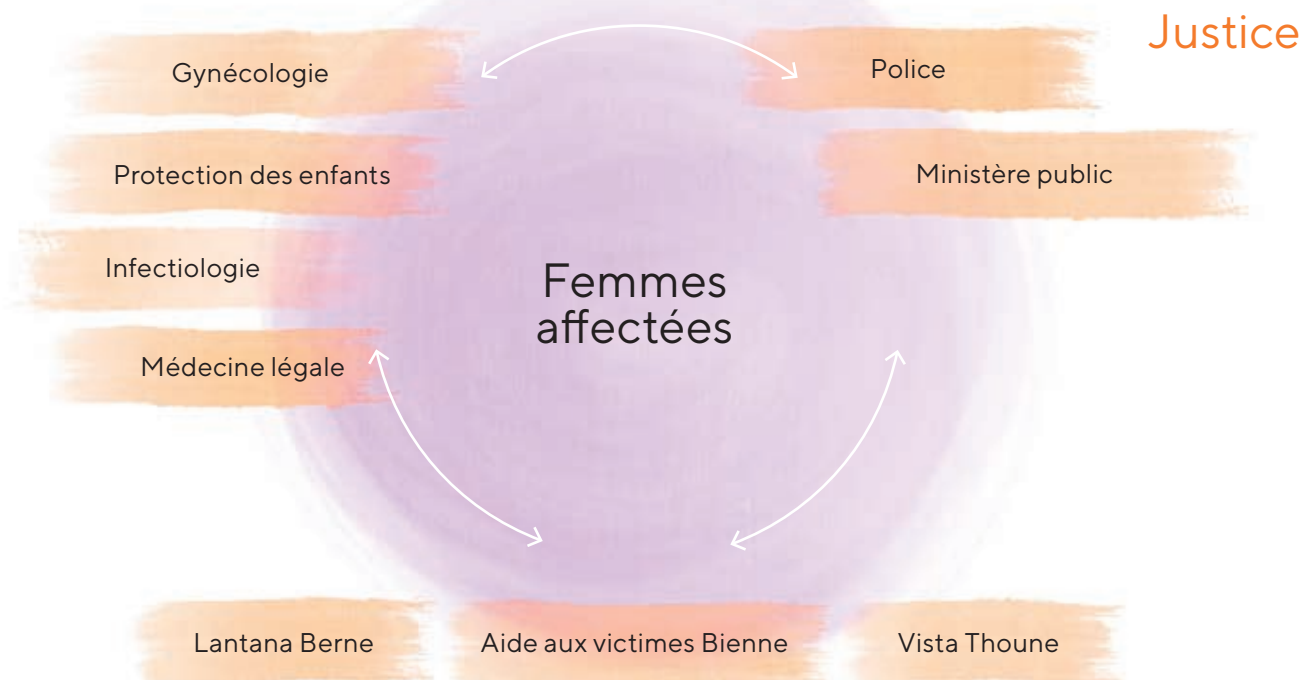 Justice
Gynécologie
Police
Protection des enfants
Ministère public
Infectiologie
Femmes
affectées
Médecine légale
Lantana Berne
Aide aux victimes Bienne
Vista Thoune